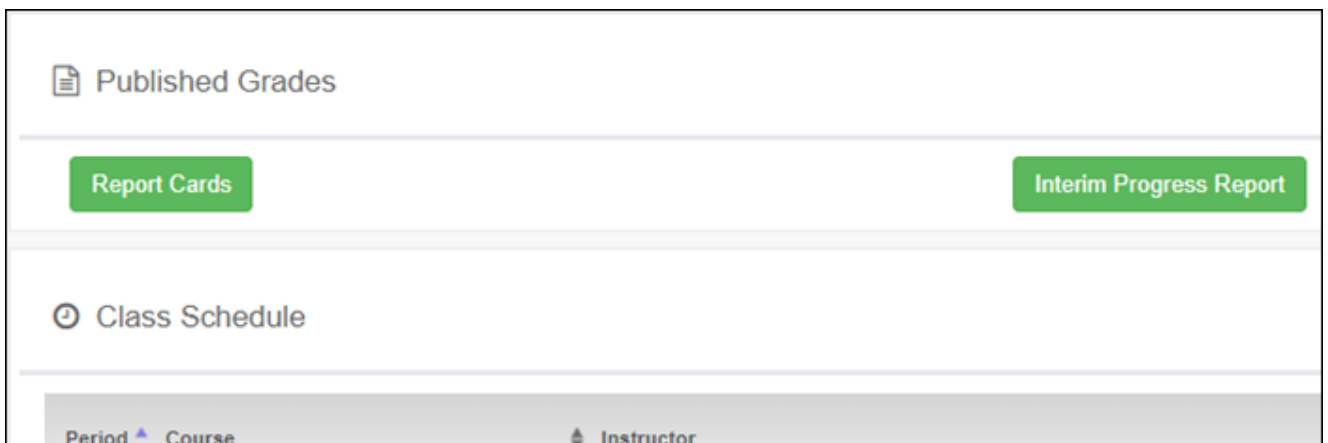 Published Grades
Report Cards Interim Progress Report
Class Schedule
Period Course Instructor